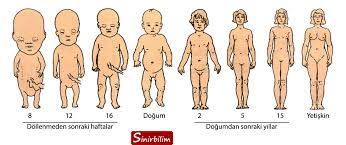 8 12 16 Doğum 2 5 15 Yetişkin
Döllenmeden sonraki haftalar Doğumdan sonraki yıllar
Sinirbilim